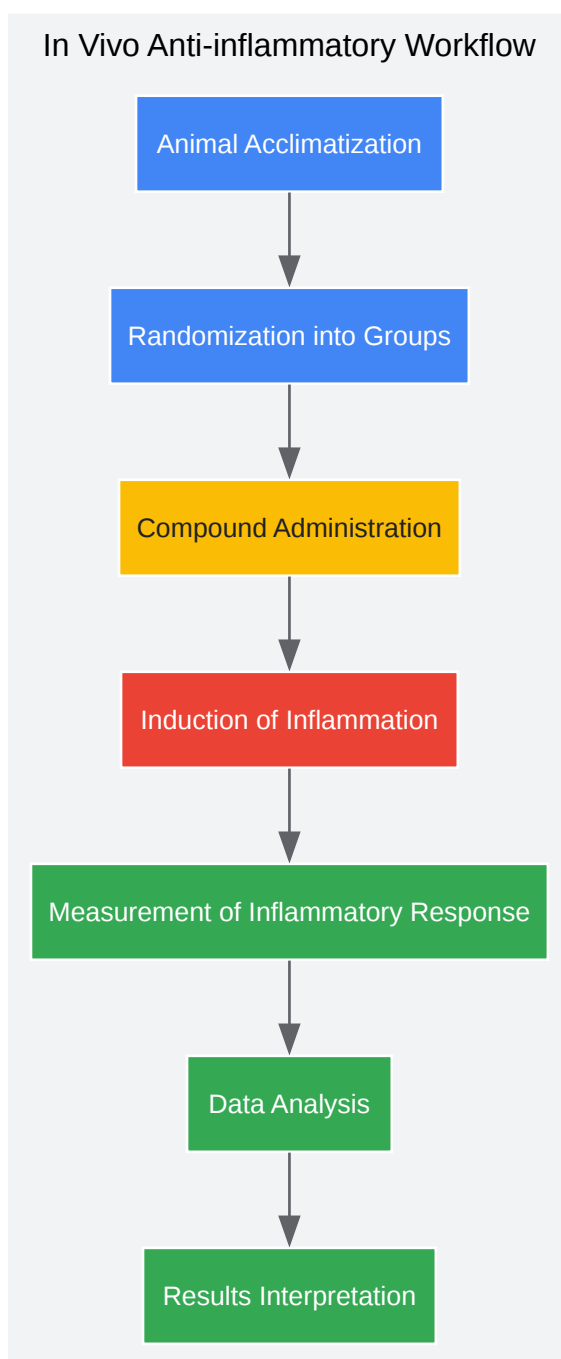 In Vivo Anti-inflammatory Workflow
Animal Acclimatization
Randomization into Groups
Compound Administration
Induction of Inflammation
Measurement of Inflammatory Response
Data Analysis
Results Interpretation